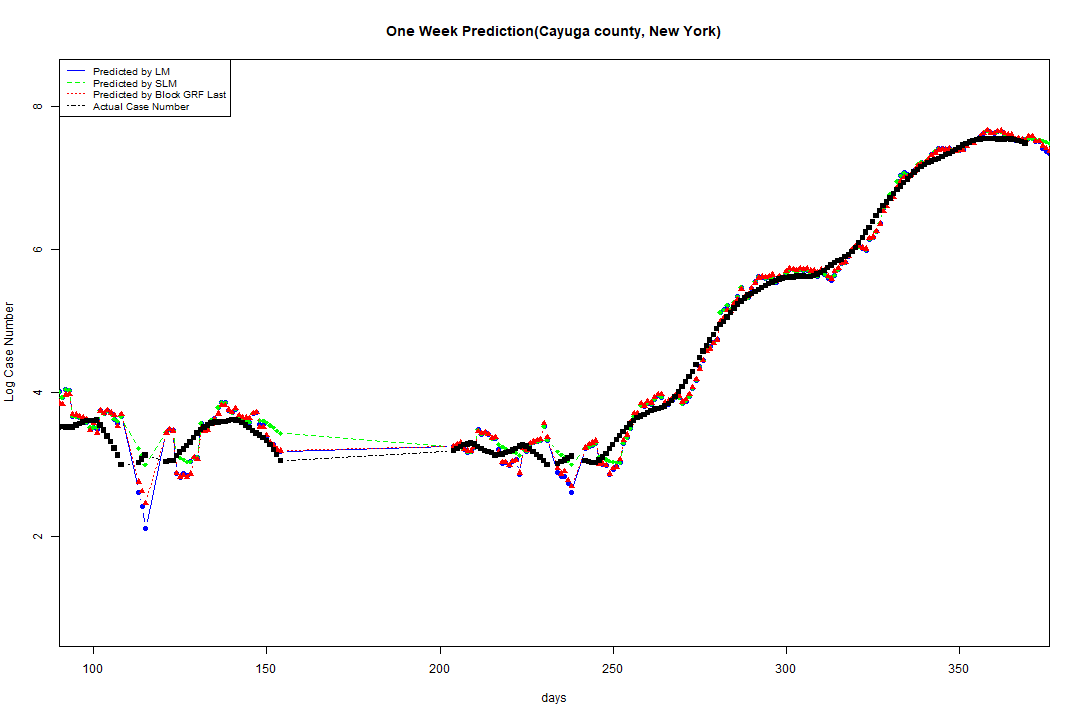 One Week Prediction(Cayuga county, New York)
Predicted by LM
Predicted by SLM
Predicted by Block GRF Last
Actual Case Number
8
6
4
2
Log Case Number
100 150 200 250 300 350
days